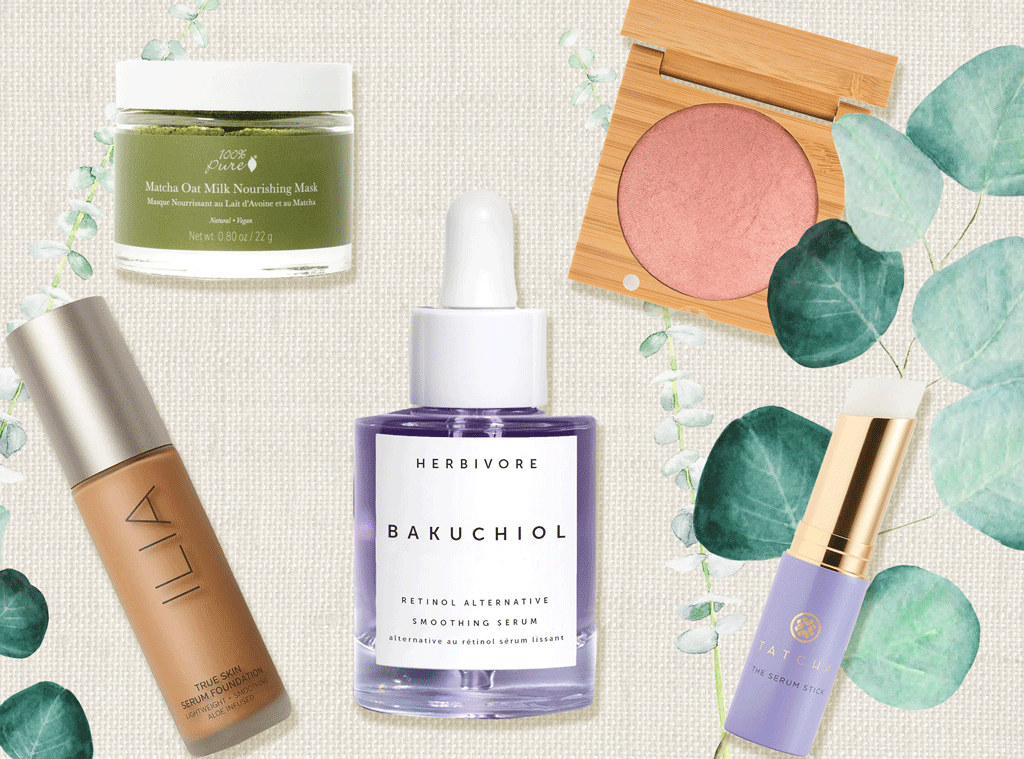 100%
Pure
Matcha Oat Milk Nourishing Mask
Masque Nourrissant au Lait d'Avoine et au Matcha
Natural • Vegan
Net wt. 0.80 oz / 22 g
ILIA
TRUE SKIN
SERUM FOUNDATION
LIGHTWEIGHT + SMOOTHING
ALOE INFUSED
HERBIVORE
BAKUCHIOL
RETINOL ALTERNATIVE
SMOOTHING SERUM
alternative au rétinol sérum lissant
TATCHA
THE SERUM STICK